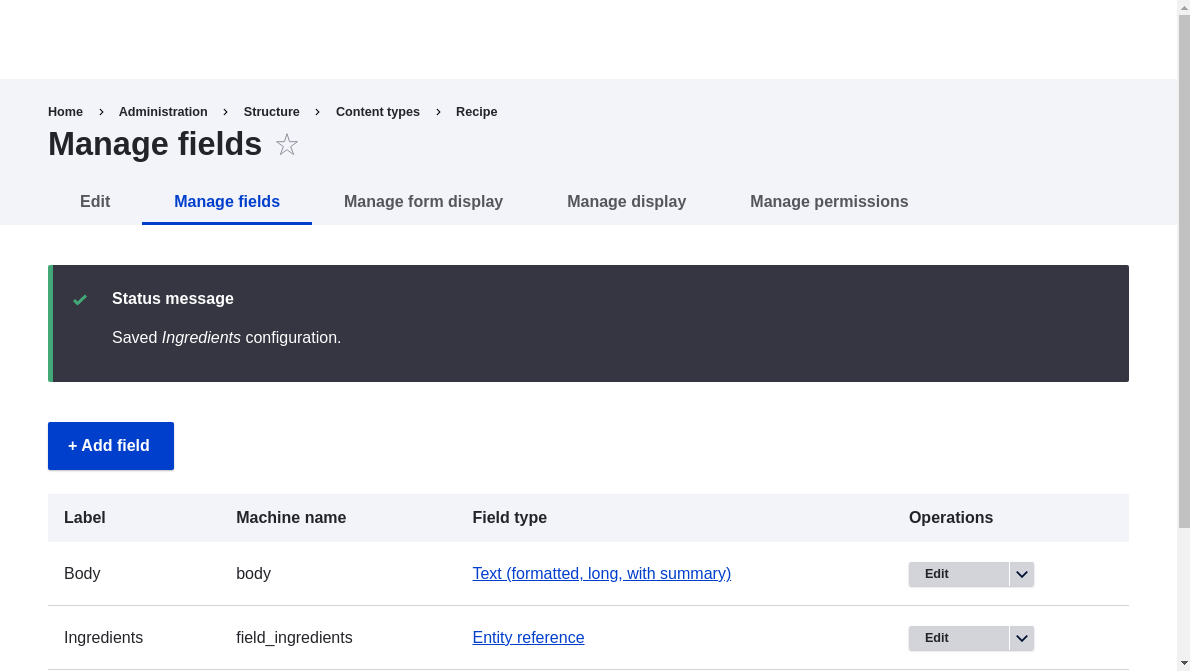 Home › Administration › Structure › Content types › Recipe
Manage fields
Edit Manage fields Manage form display Manage display Manage permissions
Status message
Saved Ingredients configuration.
+ Add field
Label Machine name Field type Operations
Body body Text (formatted, long, with summary) Edit
Ingredients field_ingredients Entity reference Edit